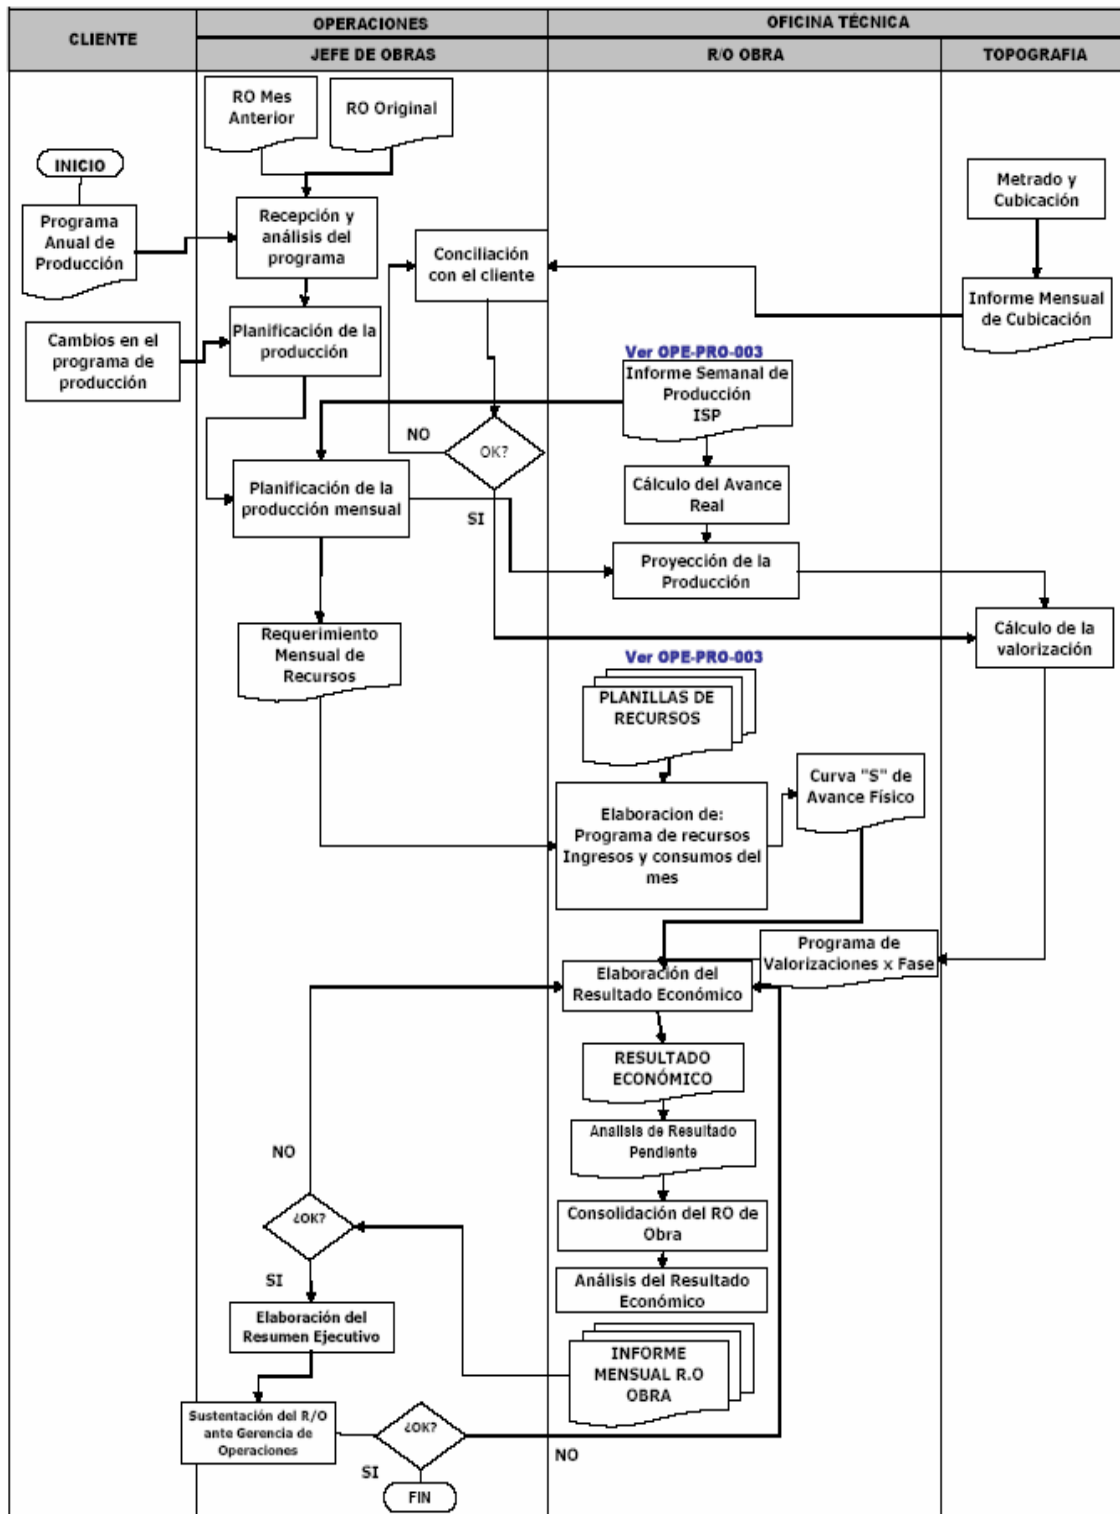 CLIENTE
OPERACIONES
OFICINA TÉCNICA
JEFE DE OBRAS
R/O OBRA
TOPOGRAFIA
RO Mes
Anterior
RO Original
INICIO
Programa
Anual de
Producción
Recepción y
análisis del
programa
Conciliación
con el cliente
Metrado y
Cubicación
Informe Mensual
de Cubicación
Cambios en el
programa de
producción
Planificación de la
producción
Ver OPE-PRO-003
Informe Semanal de
Producción
ISP
NO
OK?
SI
Planificación de la
producción mensual
Cálculo del Avance
Real
Proyección de la
Producción
Cálculo de la
valorización
Requerimiento
Mensual de
Recursos
Ver OPE-PRO-003
PLANILLAS DE
RECURSOS
Curva "S" de
Avance Físico
Elaboracion de:
Programa de recursos
Ingresos y consumos del
mes
Programa de
Valorizaciones x Fase
Elaboración del
Resultado Económico
RESULTADO
ECONÓMICO
Analisis de Resultado
Pendiente
NO
¿OK?
SI
Consolidación del RO de
Obra
Análisis del Resultado
Económico
Elaboración del
Resumen Ejecutivo
INFORME
MENSUAL R.O
OBRA
Sustentación del R/O
ante Gerencia de
Operaciones
¿OK?
NO
SI
FIN